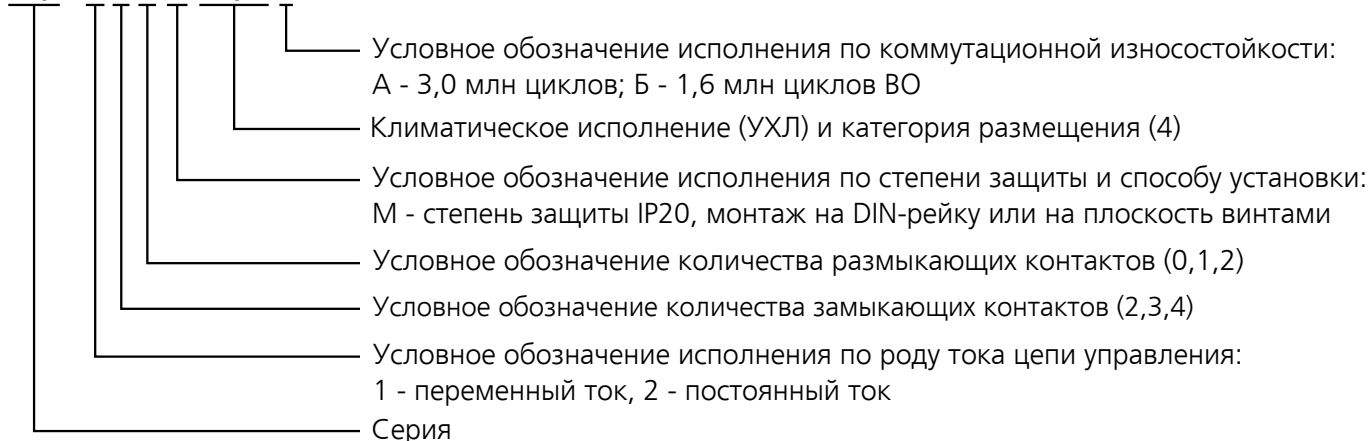 Условное обозначение исполнения по коммутационной износостойкости:
А - 3,0 млн циклов; Б - 1,6 млн циклов ВО
Климатическое исполнение (УХЛ) и категория размещения (4)
Условное обозначение исполнения по степени защиты и способу установки:
М - степень защиты IP20, монтаж на DIN-рейку или на плоскость винтами
Условное обозначение количества размыкающих контактов (0,1,2)
Условное обозначение количества замыкающих контактов (2,3,4)
Условное обозначение исполнения по роду тока цепи управления:
1 - переменный ток, 2 - постоянный ток
Серия